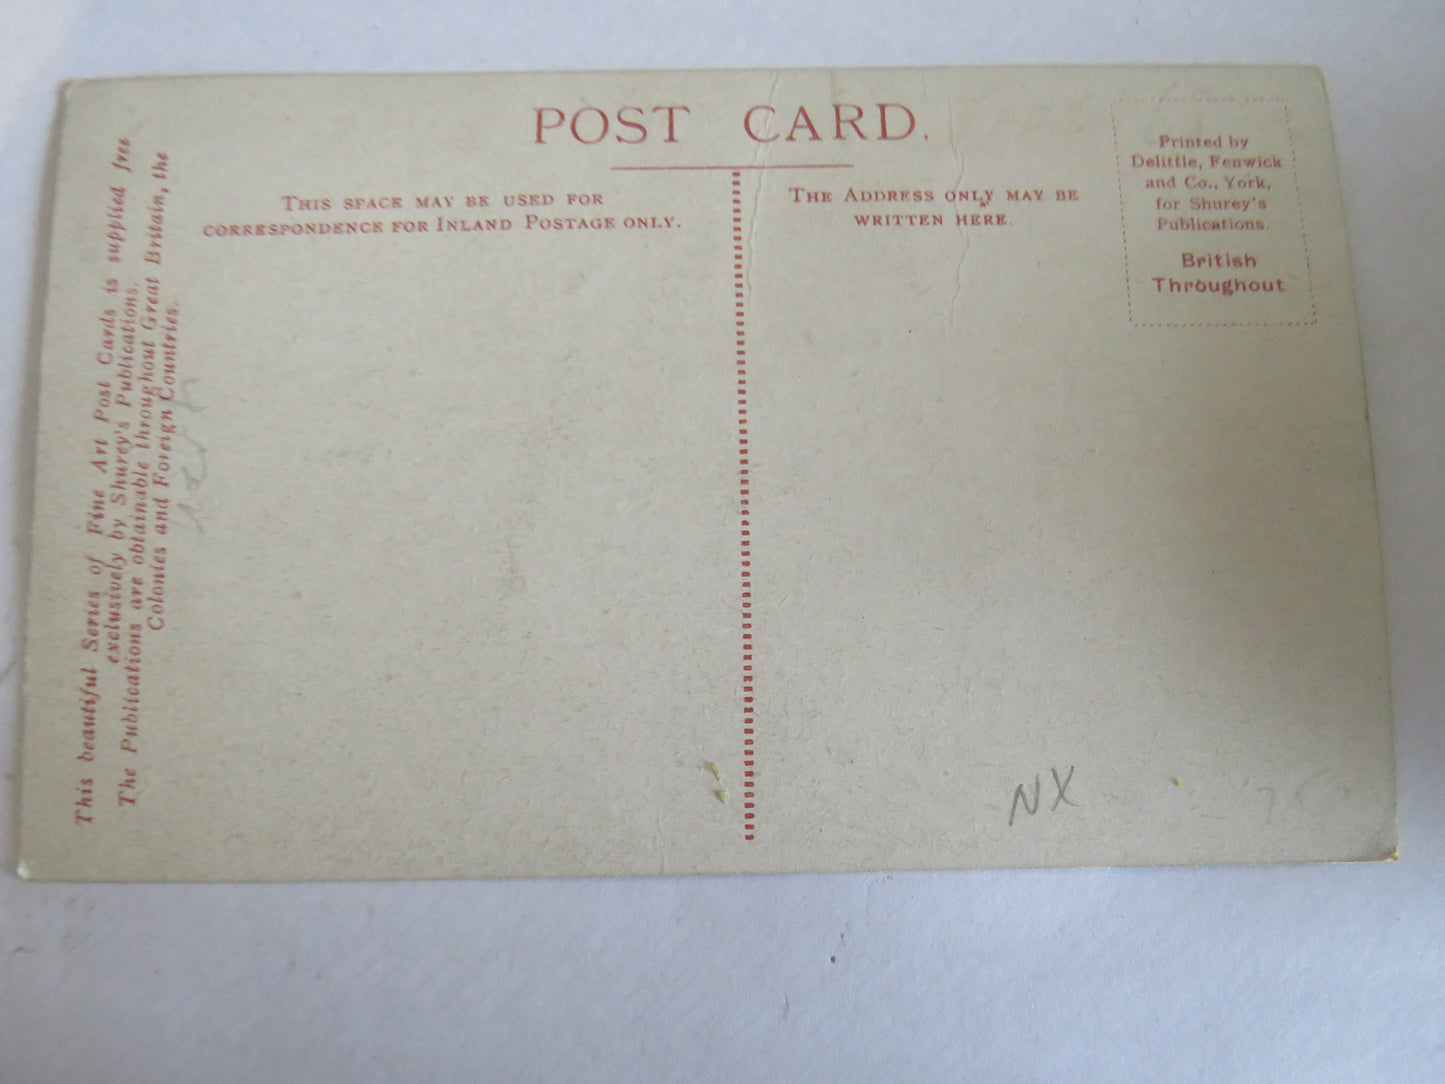 POST CARD.
THIS SPACE MAY BE USED FOR
CORRESPONDENCE FOR INLAND POSTAGE ONLY.
THE ADDRESS ONLY MAY BE
WRITTEN HERE.
Printed by
Delittle, Fenwick
and Co., York,
for Shurey's
Publications.
British
Throughout
This beautiful Series of Fine Art Post Cards is supplied free
exclusively by Shurey's Publications.
The Publications are obtainable throughout Great Britain, the
Colonies and Foreign Countries.
NX